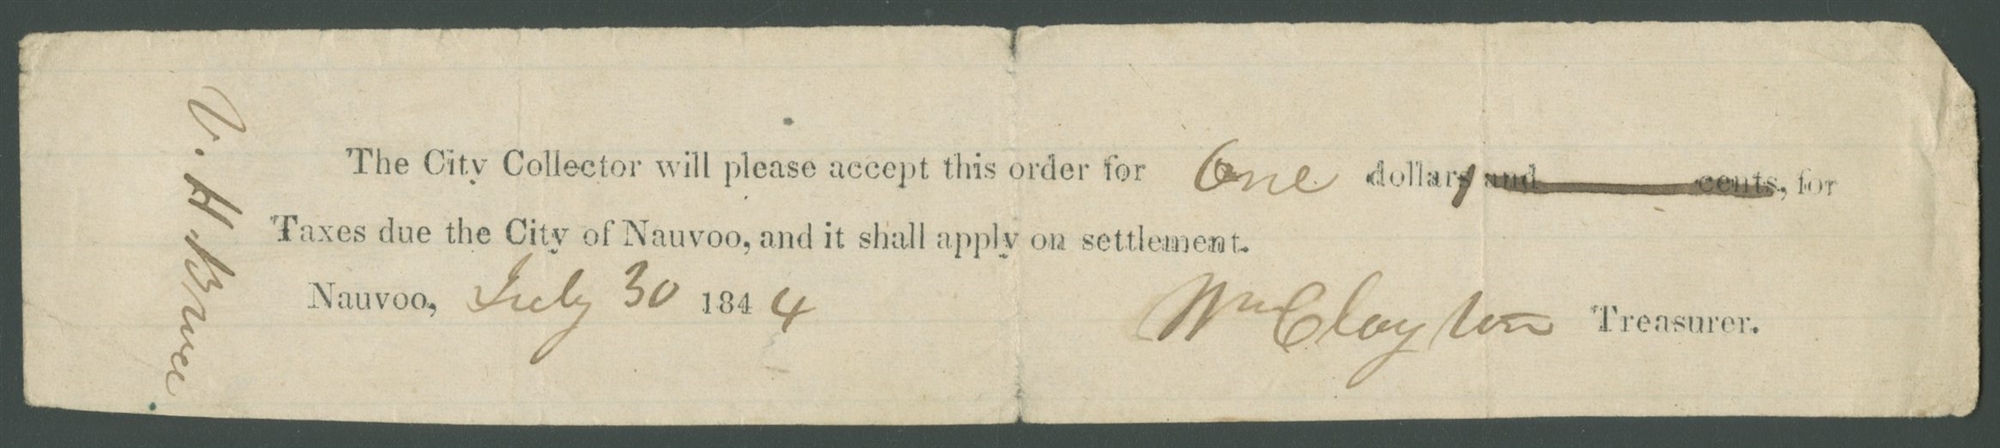 The City Collector will please accept this order for One dollars and cents, for
Taxes due the City of Nauvoo, and it shall apply on settlement.
Nauvoo, July 30 1844 Wm Clayton Treasurer.
H. Bruce